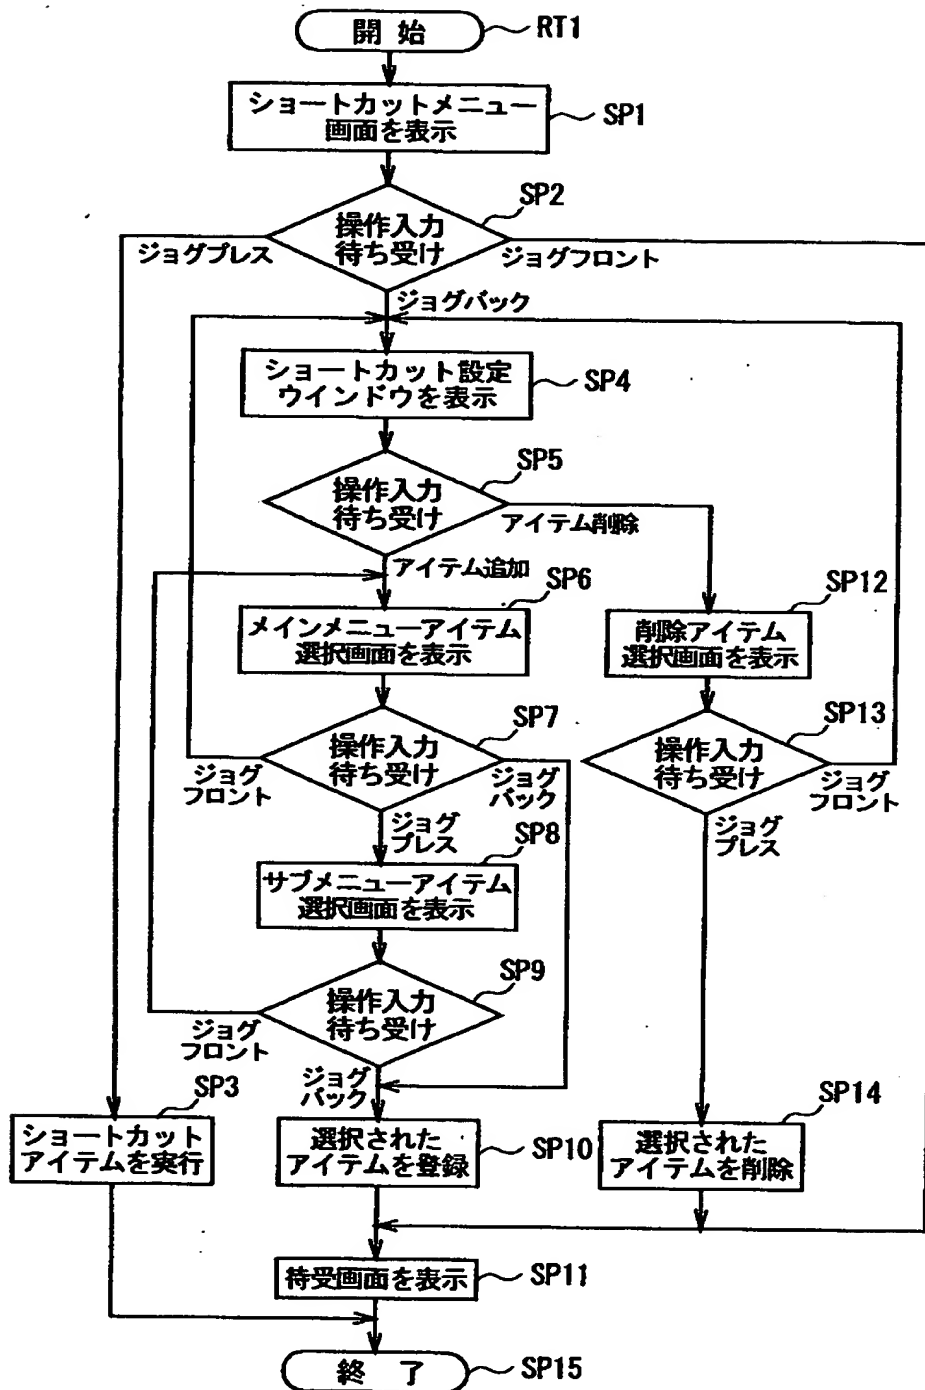 開 始
RT1
ショートカットメニュー
画面を表示
SP1
操作入力
待ち受け
SP2
ジョグプレス
ジョグフロント
ジョグバック
ショートカット設定
ウインドウを表示
SP4
操作入力
待ち受け
SP5
アイテム削除
アイテム追加
メインメニューアイテム
選択画面を表示
SP6
削除アイテム
選択画面を表示
SP12
操作入力
待ち受け
SP7
ジョグ
フロント
ジョグ
バック
ジョグ
プレス
操作入力
待ち受け
SP13
ジョグ
フロント
ジョグ
プレス
サブメニューアイテム
選択画面を表示
SP8
操作入力
待ち受け
SP9
ジョグ
フロント
ジョグ
バック
ショートカット
アイテムを実行
SP3
選択された
アイテムを登録
SP10
選択された
アイテムを削除
SP14
待受画面を表示
SP11
終 了
SP15